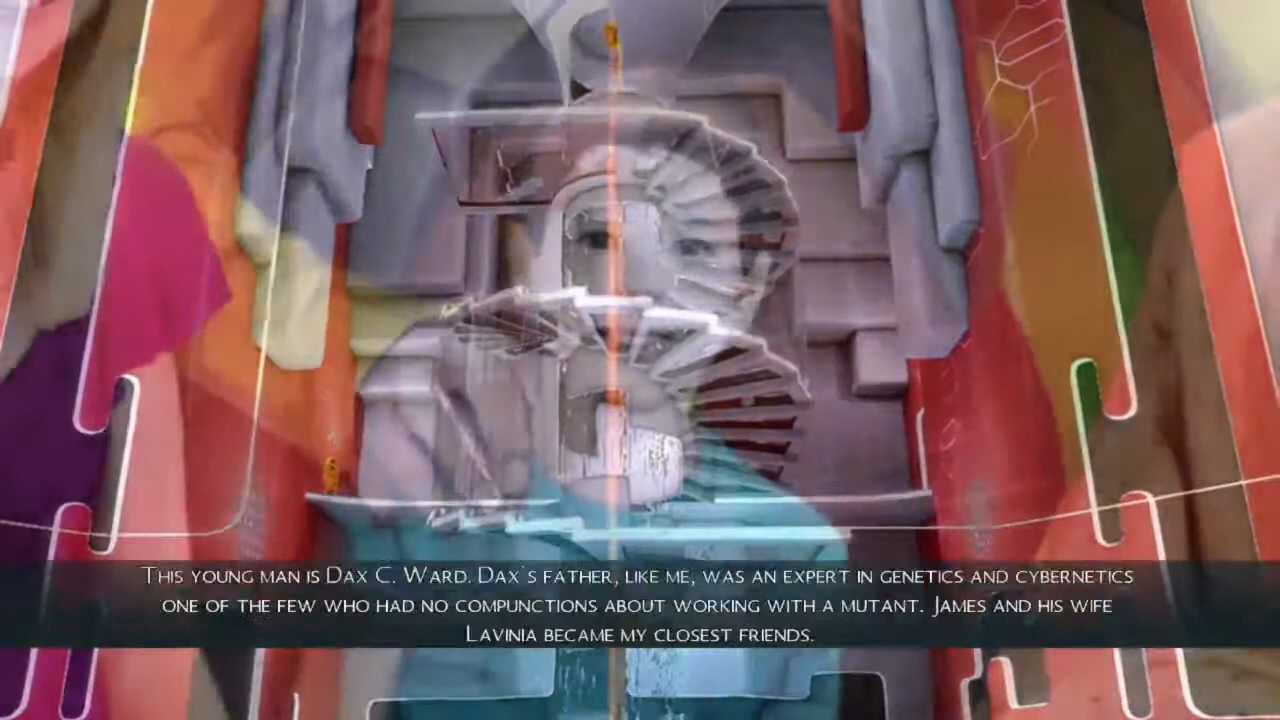 This young man is Dax C. Ward. Dax`s father, like me, was an expert in genetics and cybernetics
one of the few who had no compunctions about working with a mutant. James and his wife
Lavinia became my closest friends.